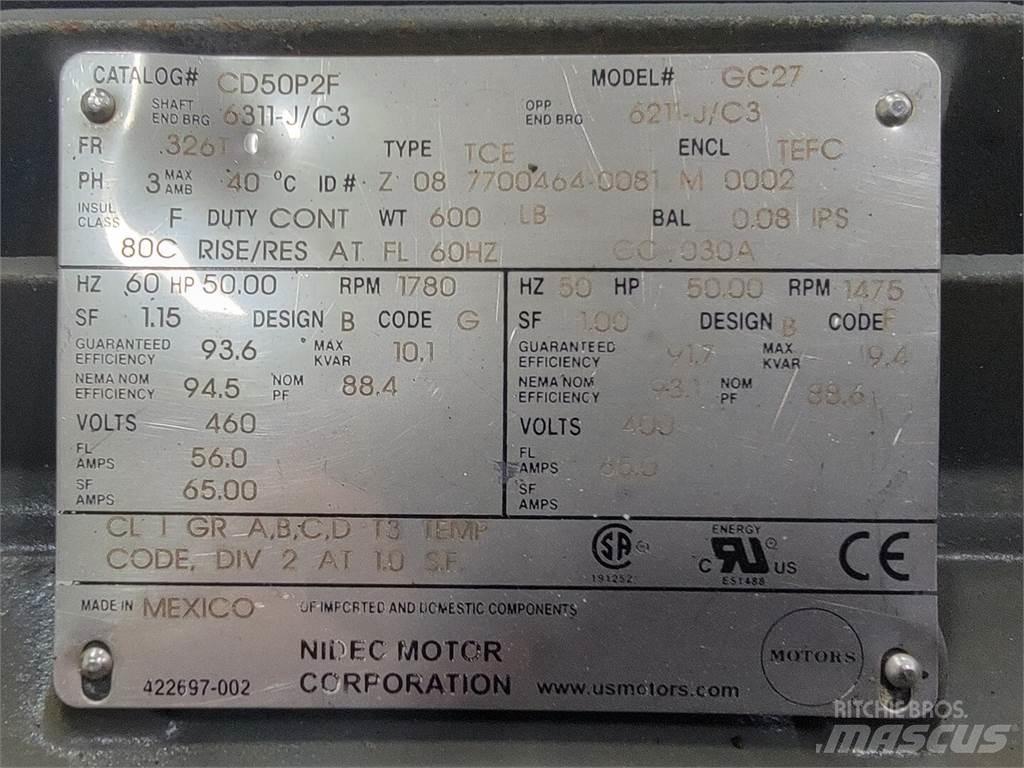 CATALOG# CD50P2F MODEL# GC27
SHAFT END BRG 6311-J/C3 OPP END BRG 6211-J/C3
FR 326T TYPE TCE ENCL TEFC
PH 3 MAX AMB 40 °C ID# Z 08 7700464-0081 M 0002
INSUL CLASS F DUTY CONT WT 600 LB BAL 0.08 IPS
80C RISE/RES AT FL 60HZ GC 030A
HZ 60 HP 50.00 RPM 1780
SF 1.15 DESIGN B CODE G
GUARANTEED EFFICIENCY 93.6 MAX KVAR 10.1
NEMA NOM EFFICIENCY 94.5 NOM PF 88.4
VOLTS 460
FL AMPS 56.0
SF AMPS 65.00
HZ 50 HP 50.00 RPM 1475
SF 1.00 DESIGN B CODE F
GUARANTEED EFFICIENCY 91.7 MAX KVAR 9.4
NEMA NOM EFFICIENCY 93.1 NOM PF 88.6
VOLTS 400
FL AMPS 65.0
SF AMPS
CL I GR A,B,C,D T3 TEMP
CODE, DIV 2 AT 1.0 S.F.
SA 191252
ENERGY
C UR US
ES1488
CE
MADE IN MEXICO OF IMPORTED AND DOMESTIC COMPONENTS
NIDEC MOTOR
CORPORATION www.usmotors.com
422697-002
MOTORS
RITCHIE BROS.
MASCUS